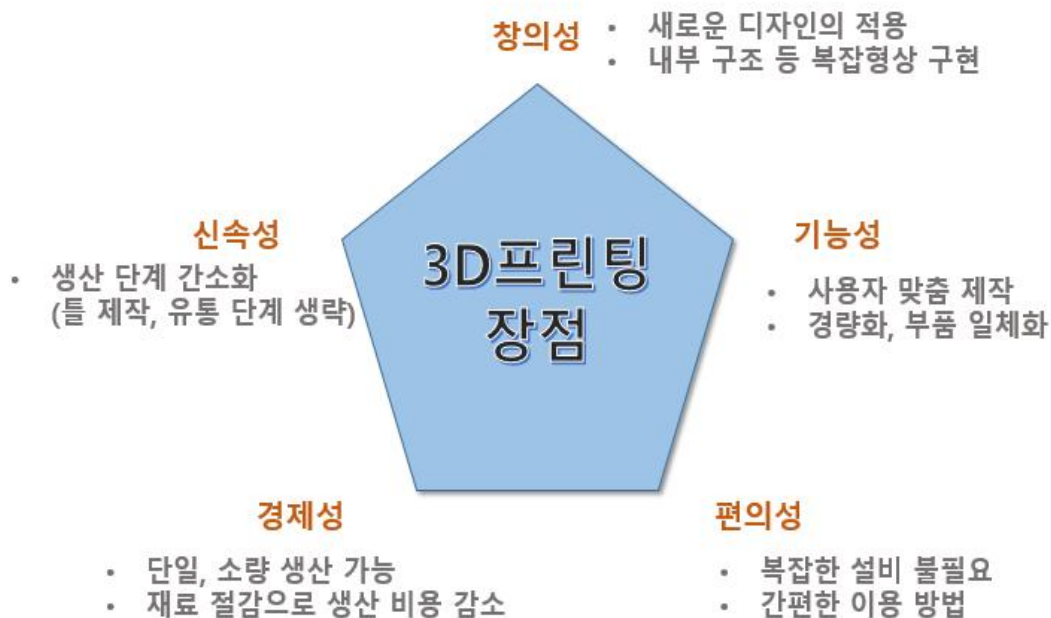 창의성
• 새로운 디자인의 적용
• 내부 구조 등 복잡형상 구현
신속성
• 생산 단계 간소화
(틀 제작, 유통 단계 생략)
3D프린팅
장점
기능성
• 사용자 맞춤 제작
• 경량화, 부품 일체화
경제성
• 단일, 소량 생산 가능
• 재료 절감으로 생산 비용 감소
편의성
• 복잡한 설비 불필요
• 간편한 이용 방법